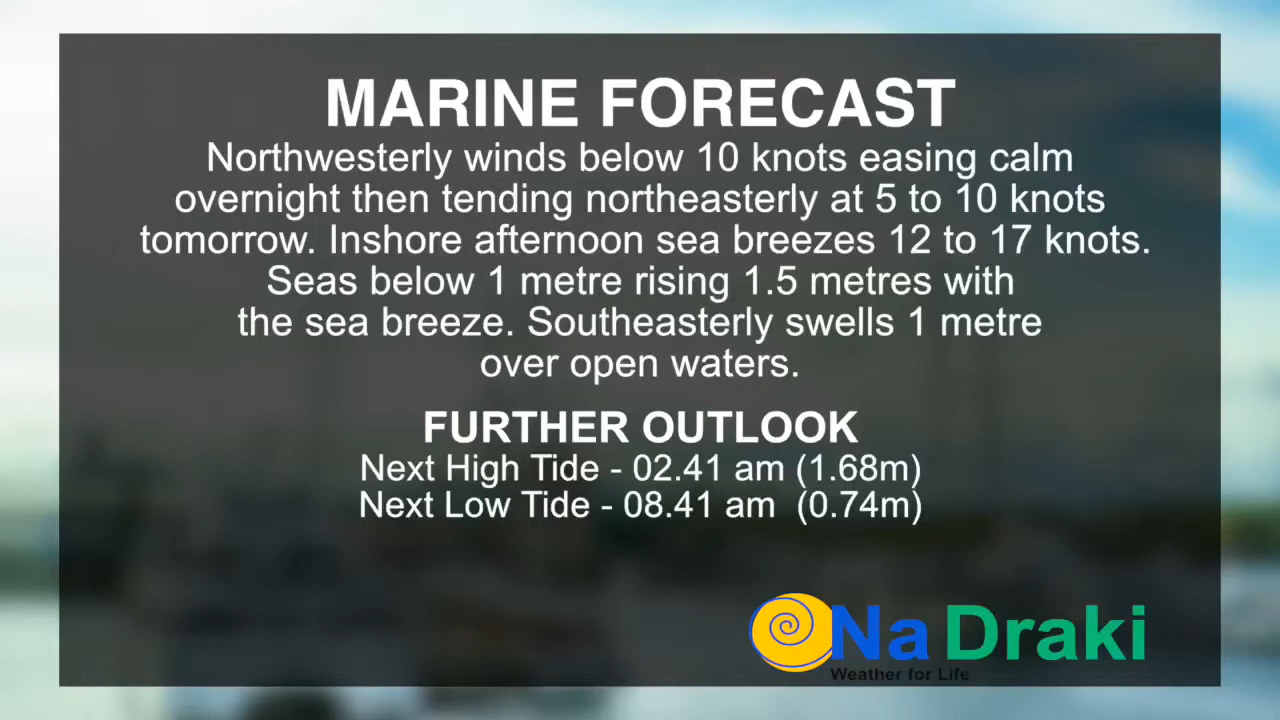 MARINE FORECAST
Northwesterly winds below 10 knots easing calm
overnight then tending northeasterly at 5 to 10 knots
tomorrow. Inshore afternoon sea breezes 12 to 17 knots.
Seas below 1 metre rising 1.5 metres with
the sea breeze. Southeasterly swells 1 metre
over open waters.
FURTHER OUTLOOK
Next High Tide - 02.41 am (1.68m)
Next Low Tide - 08.41 am (0.74m)
Na Draki
Weather for Life